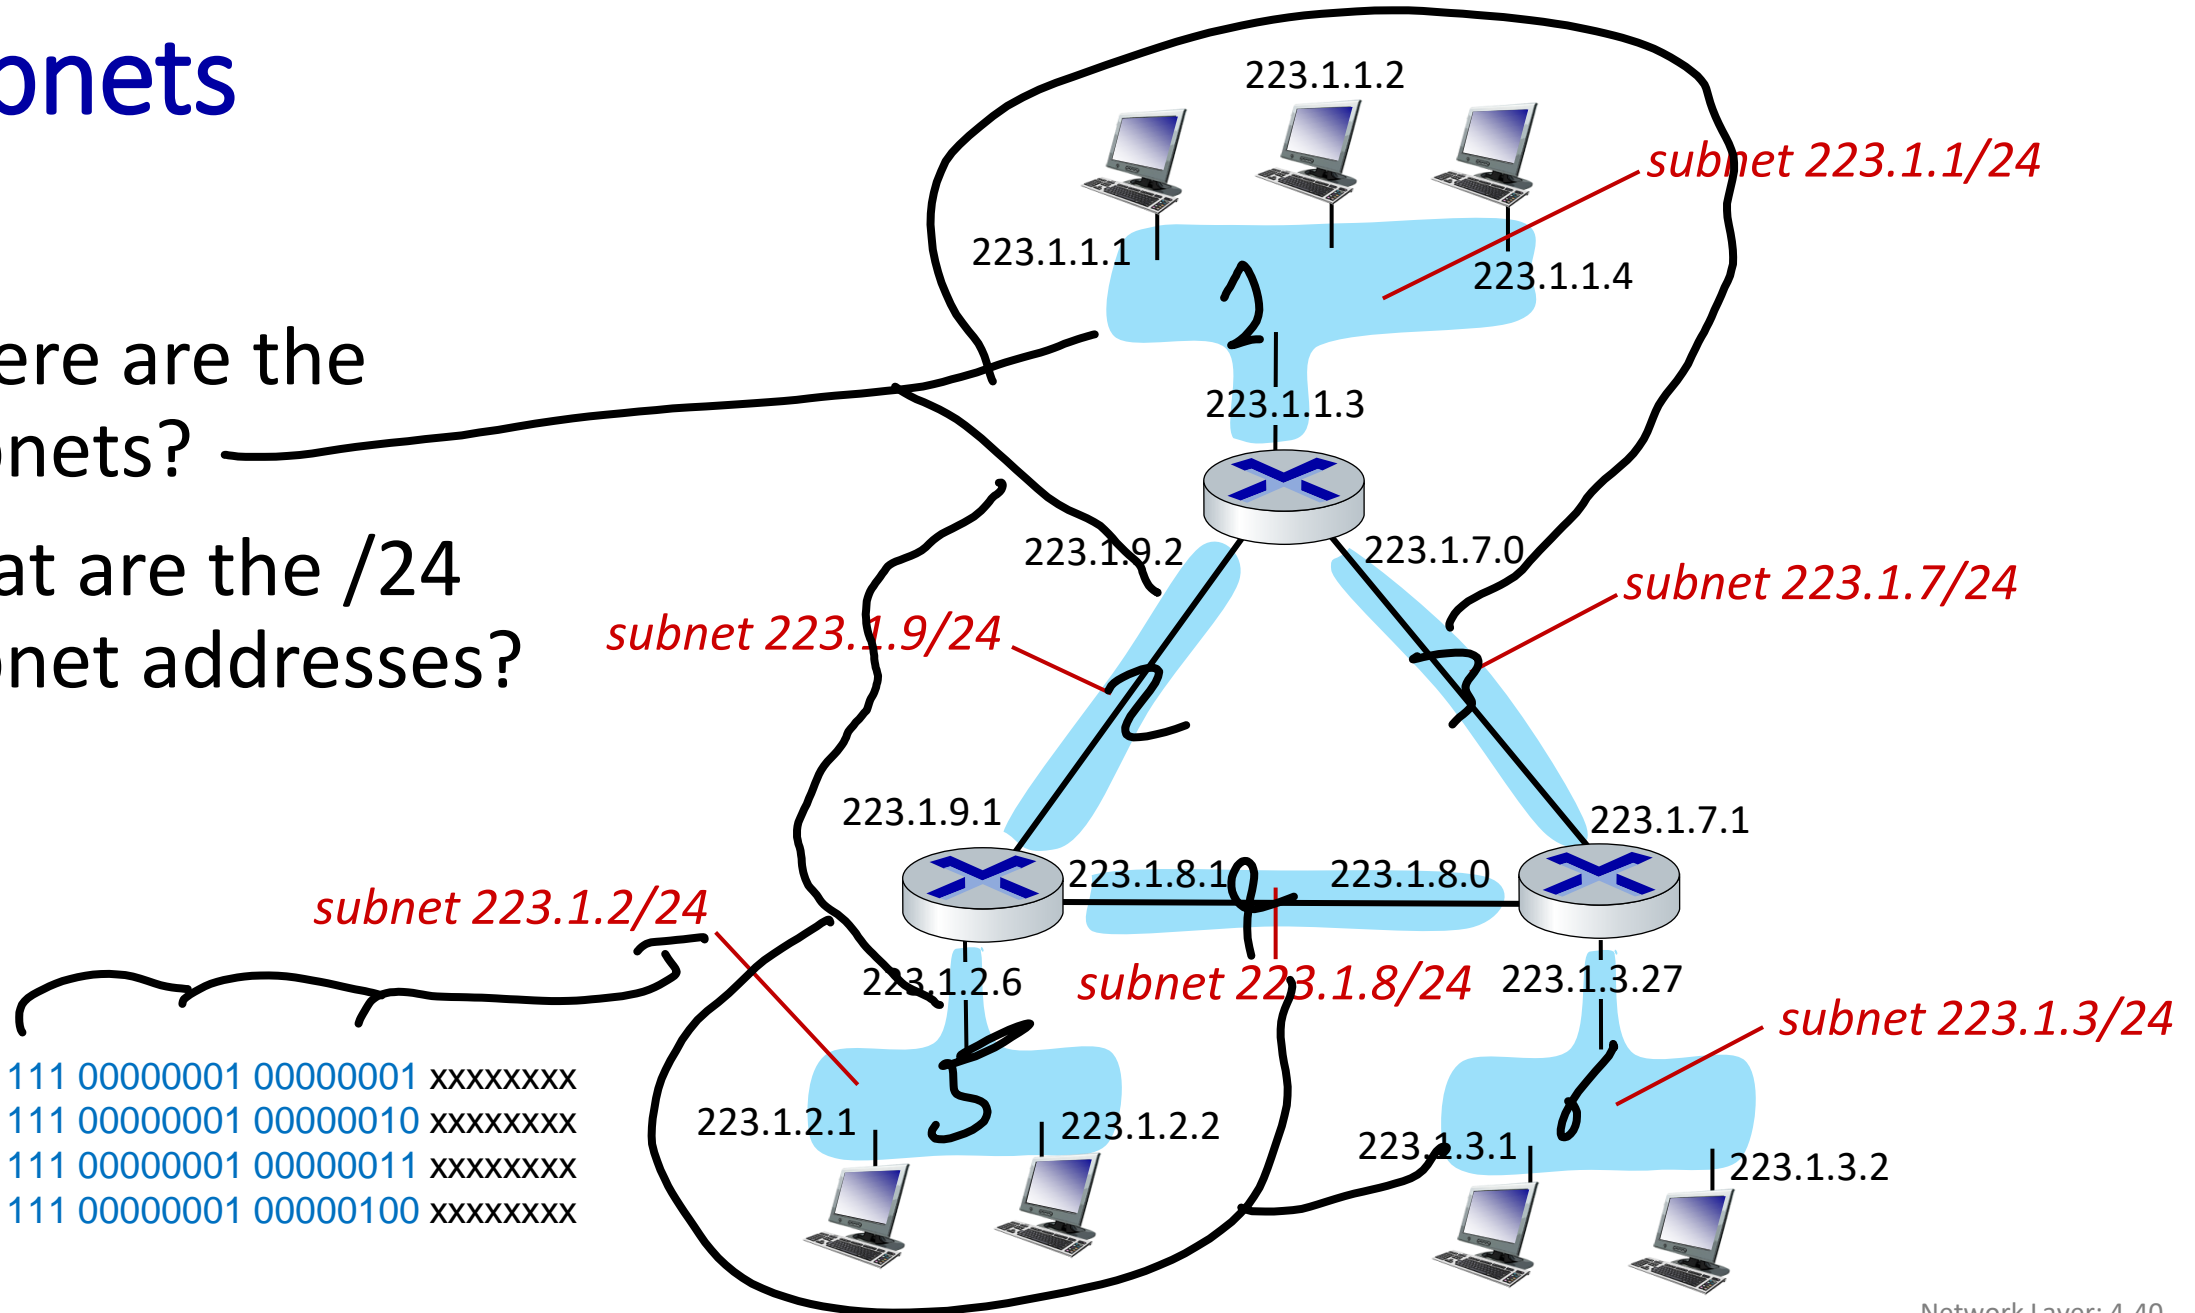 bnets
ere are the
bnets?
at are the /24
bnet addresses?
223.1.1.2
subnet 223.1.1/24
223.1.1.1
223.1.1.4
1
223.1.1.3
223.1.9.2
223.1.7.0
subnet 223.1.7/24
subnet 223.1.9/24
2
3
223.1.9.1
223.1.7.1
223.1.8.1
223.1.8.0
subnet 223.1.2/24
223.1.2.6
subnet 223.1.8/24
223.1.3.27
subnet 223.1.3/24
5
223.1.2.1
223.1.2.2
223.1.3.1
223.1.3.2
111 00000001 00000001 xxxxxxxx
111 00000001 00000010 xxxxxxxx
111 00000001 00000011 xxxxxxxx
111 00000001 00000100 xxxxxxxx
Network Layer: 4-40